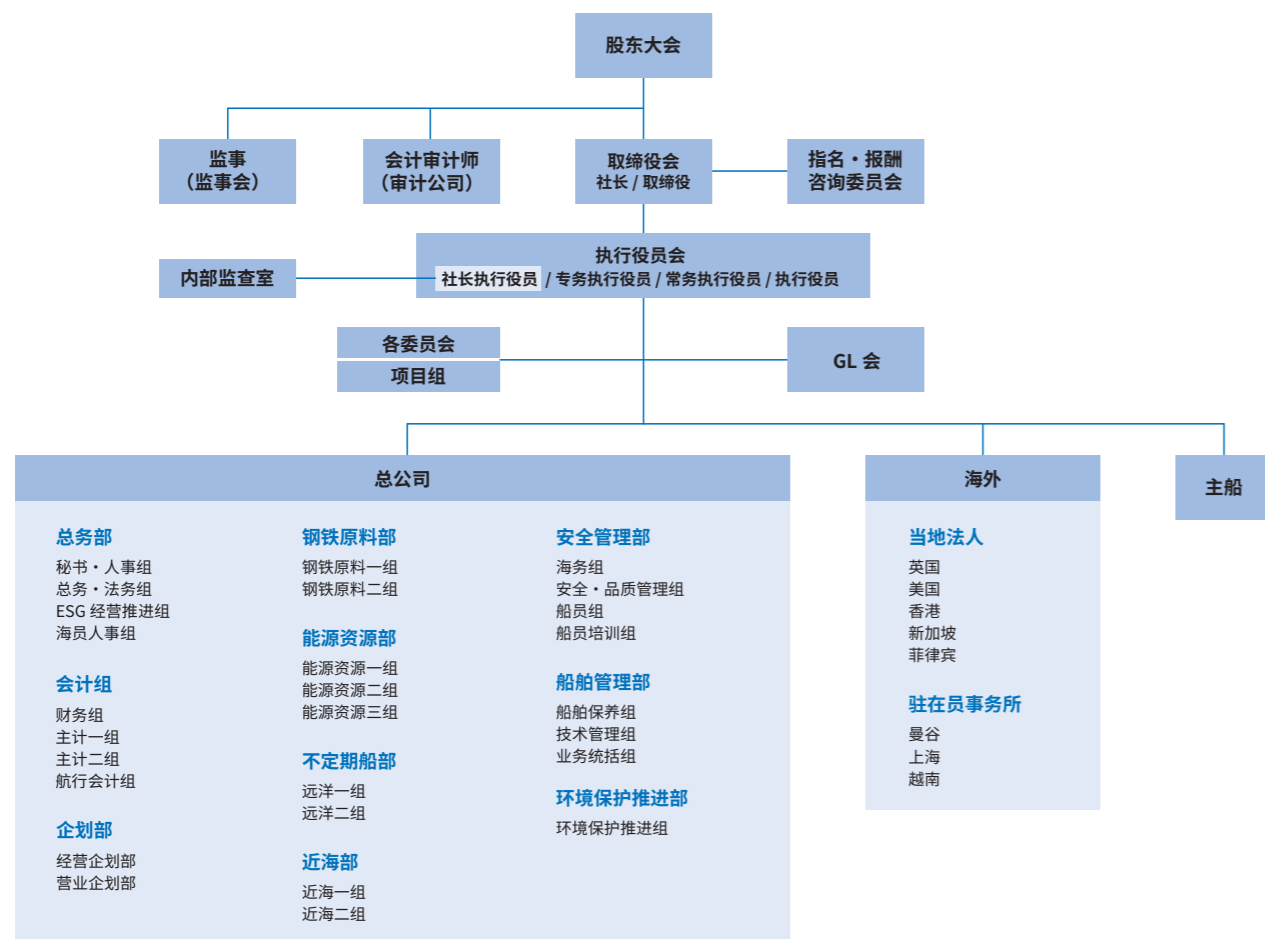 股东大会
监事
（监事会）
会计审计师
（审计公司）
取缔役会
社长 / 取缔役
指名・报酬
咨询委员会
执行役员会
社长执行役员 / 专务执行役员 / 常务执行役员 / 执行役员
内部监查室
各委员会
项目组
GL 会
总公司
总务部
秘书・人事组
总务・法务组
ESG 经营推进组
海员人事组
会计组
财务组
主计一组
主计二组
航行会计组
企划部
经营企划部
营业企划部
钢铁原料部
钢铁原料一组
钢铁原料二组
能源资源部
能源资源一组
能源资源二组
能源资源三组
不定期船部
远洋一组
远洋二组
近海部
近海一组
近海二组
安全管理部
海务组
安全・品质管理组
船员组
船员培训组
船舶管理部
船舶保养组
技术管理组
业务统括组
环境保护推进部
环境保护推进组
海外
当地法人
英国
美国
香港
新加坡
菲律宾
驻在员事务所
曼谷
上海
越南
主船